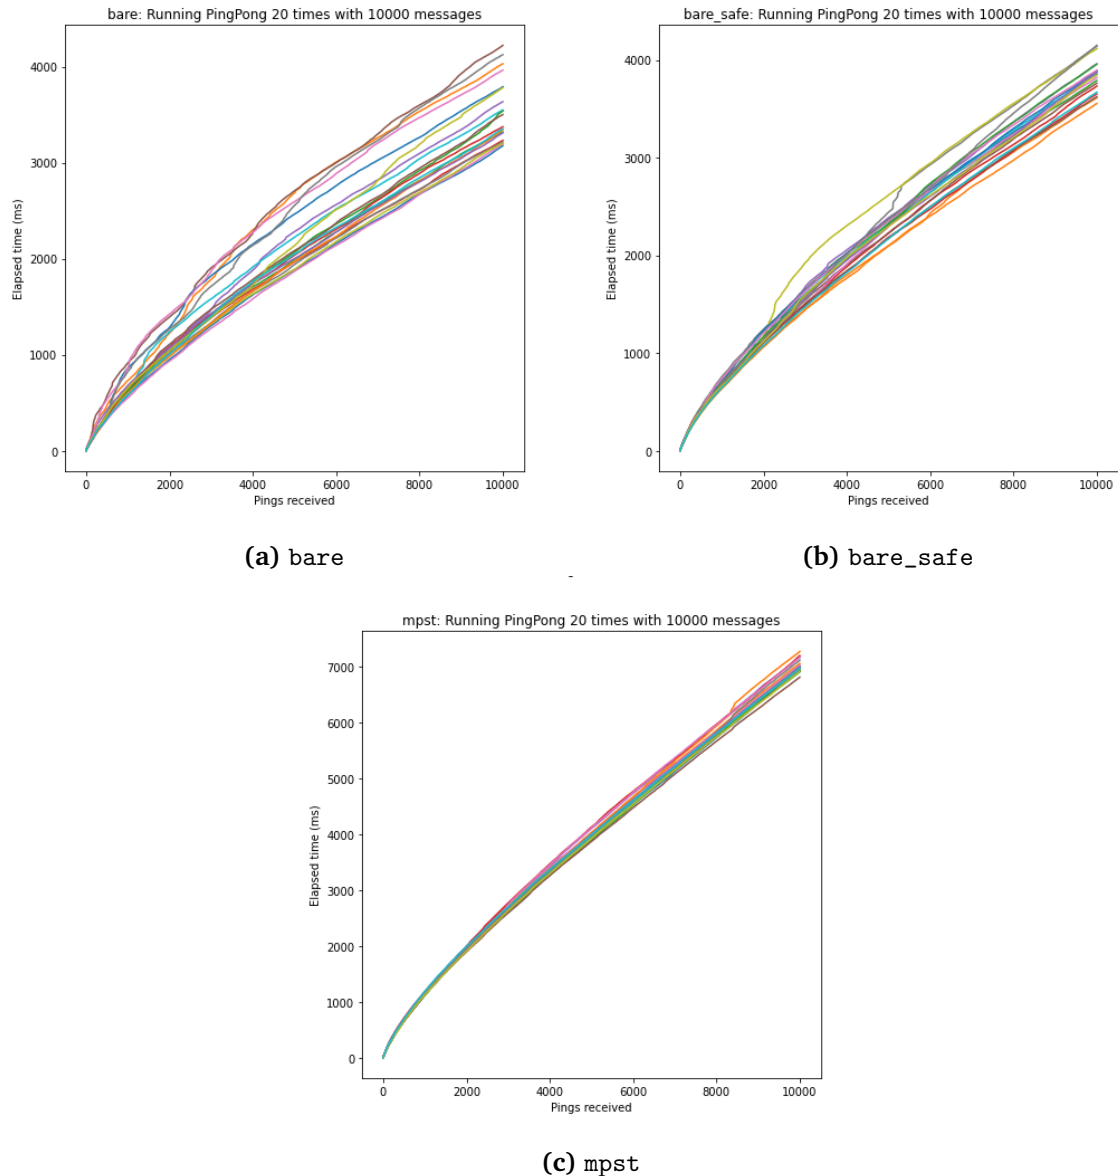 bare: Running PingPong 20 times with 10000 messages
4000
3000
2000
1000
0
Elapsed time (ms)
0 2000 4000 6000 8000 10000
Pings received
(a) bare
bare_safe: Running PingPong 20 times with 10000 messages
4000
3000
2000
1000
0
Elapsed time (ms)
0 2000 4000 6000 8000 10000
Pings received
(b) bare_safe
mpst: Running PingPong 20 times with 10000 messages
7000
6000
5000
4000
3000
2000
1000
0
Elapsed time (ms)
0 2000 4000 6000 8000 10000
Pings received
(c) mpst